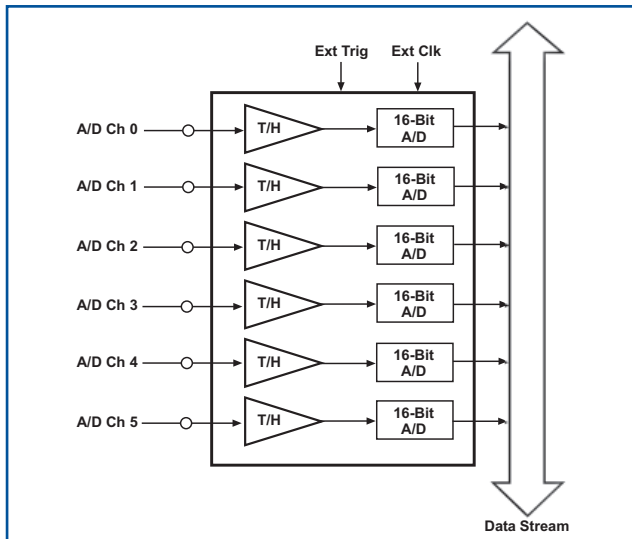 Ext Trig Ext Clk
A/D Ch 0 T/H 16-Bit
A/D
A/D Ch 1 T/H 16-Bit
A/D
A/D Ch 2 T/H 16-Bit
A/D
A/D Ch 3 T/H 16-Bit
A/D
A/D Ch 4 T/H 16-Bit
A/D
A/D Ch 5 T/H 16-Bit
A/D
Data Stream